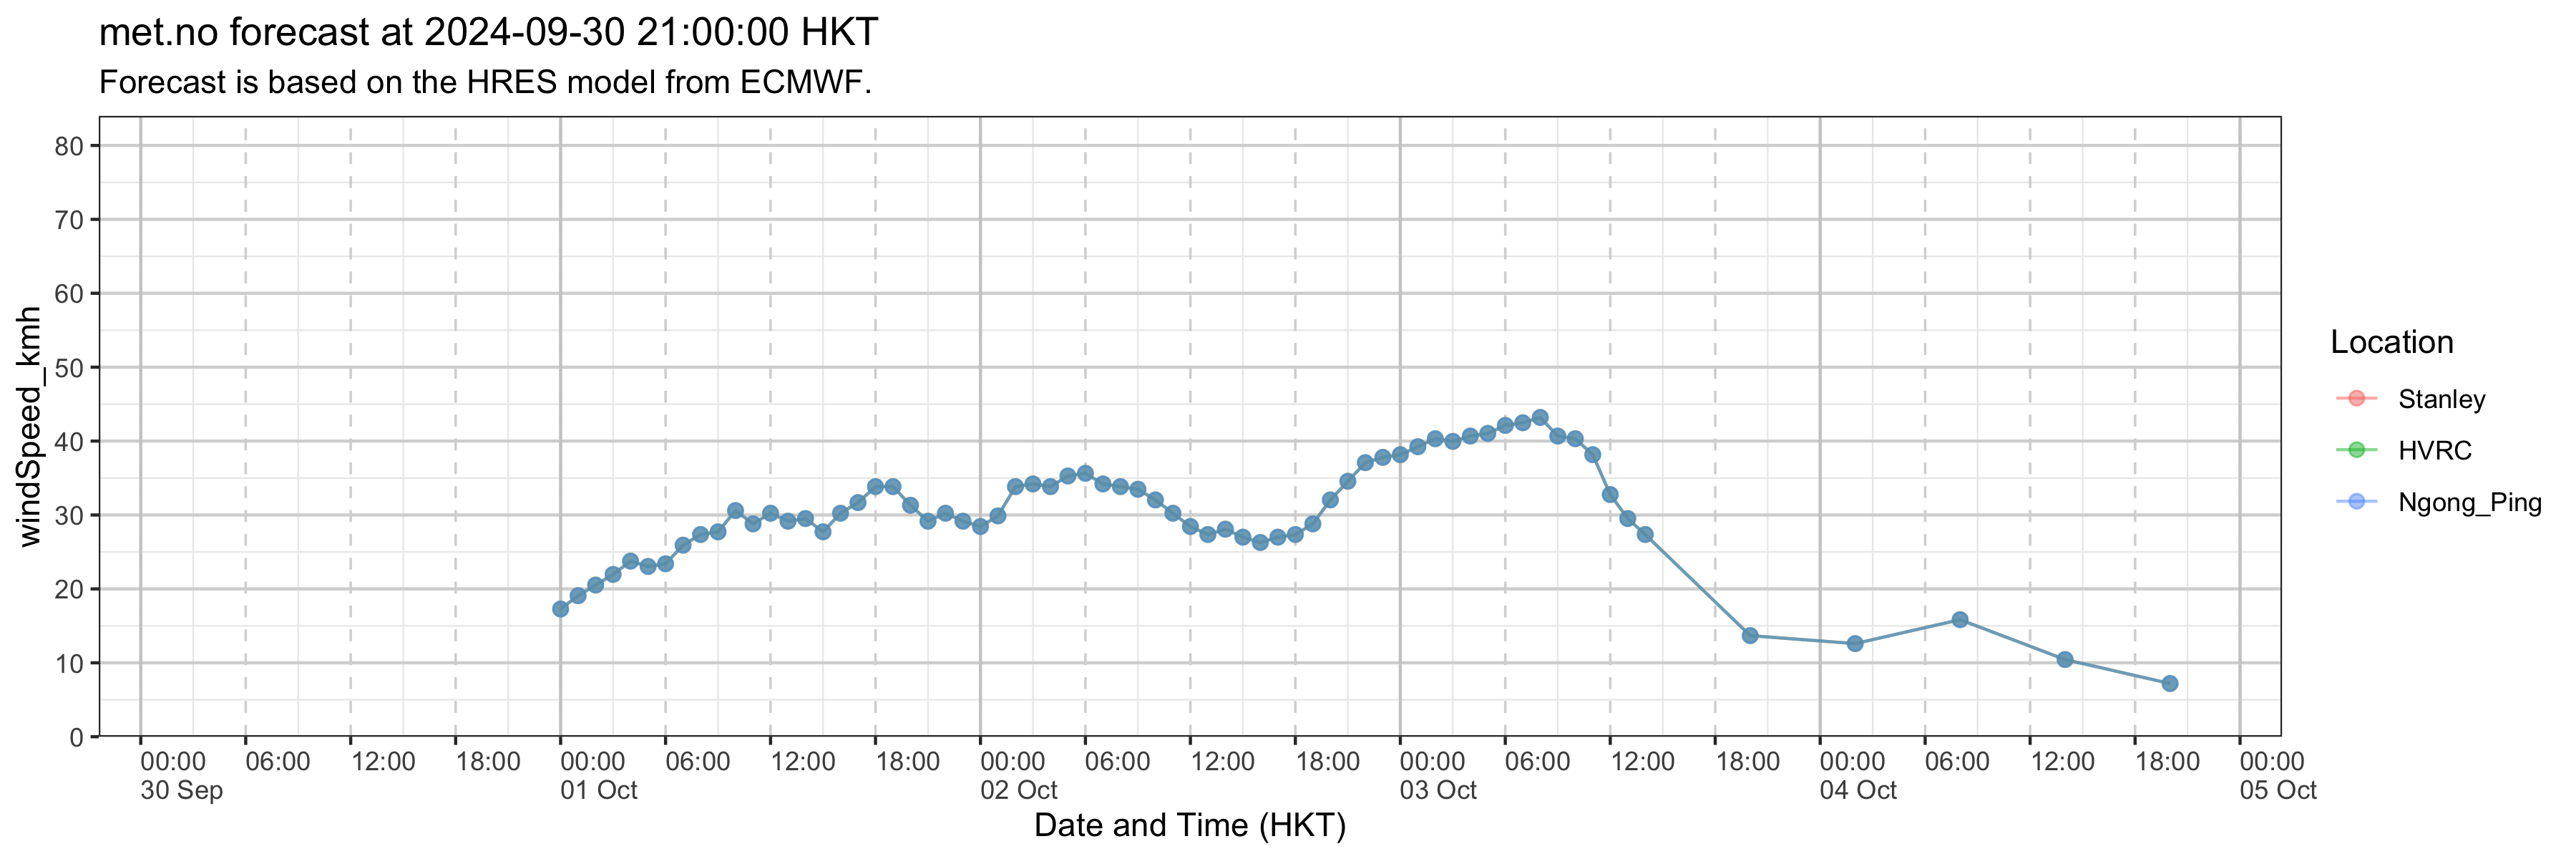 met.no forecast at 2024-09-30 21:00:00 HKT
Forecast is based on the HRES model from ECMWF.
windSpeed_kmh
80
70
60
50
40
30
20
10
0
00:00 06:00 12:00 18:00 00:00 06:00 12:00 18:00 00:00 06:00 12:00 18:00 00:00 06:00 12:00 18:00 00:00 06:00 12:00 18:00 00:00
30 Sep 01 Oct 02 Oct 03 Oct 04 Oct 05 Oct
Date and Time (HKT)
Location
Stanley
HVRC
Ngong_Ping